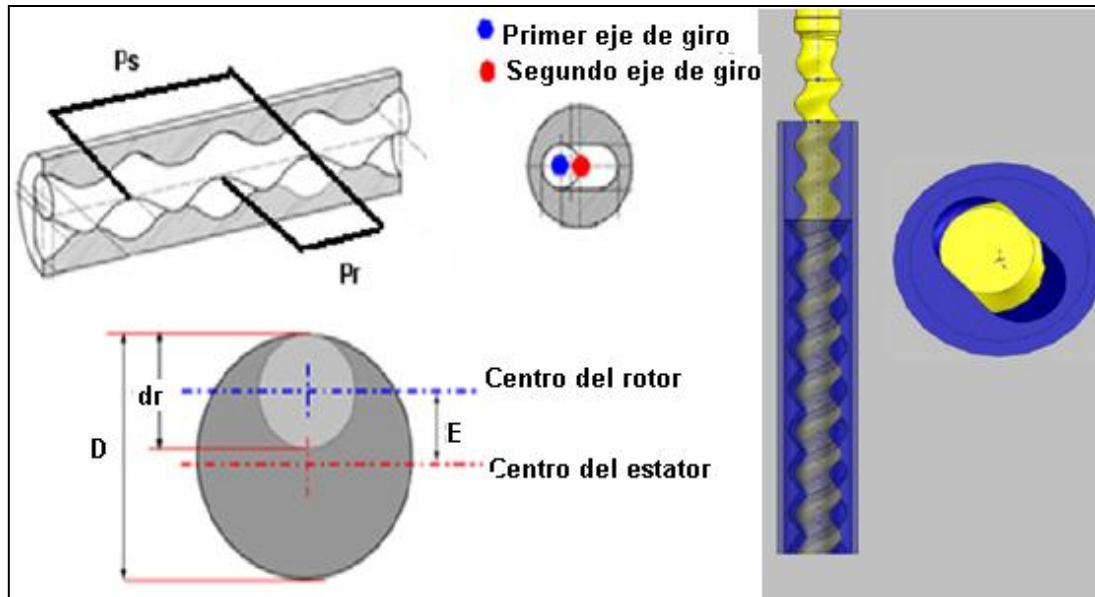 Ps
Pr
Primer eje de giro
Segundo eje de giro
dr
D
E
Centro del rotor
Centro del estator